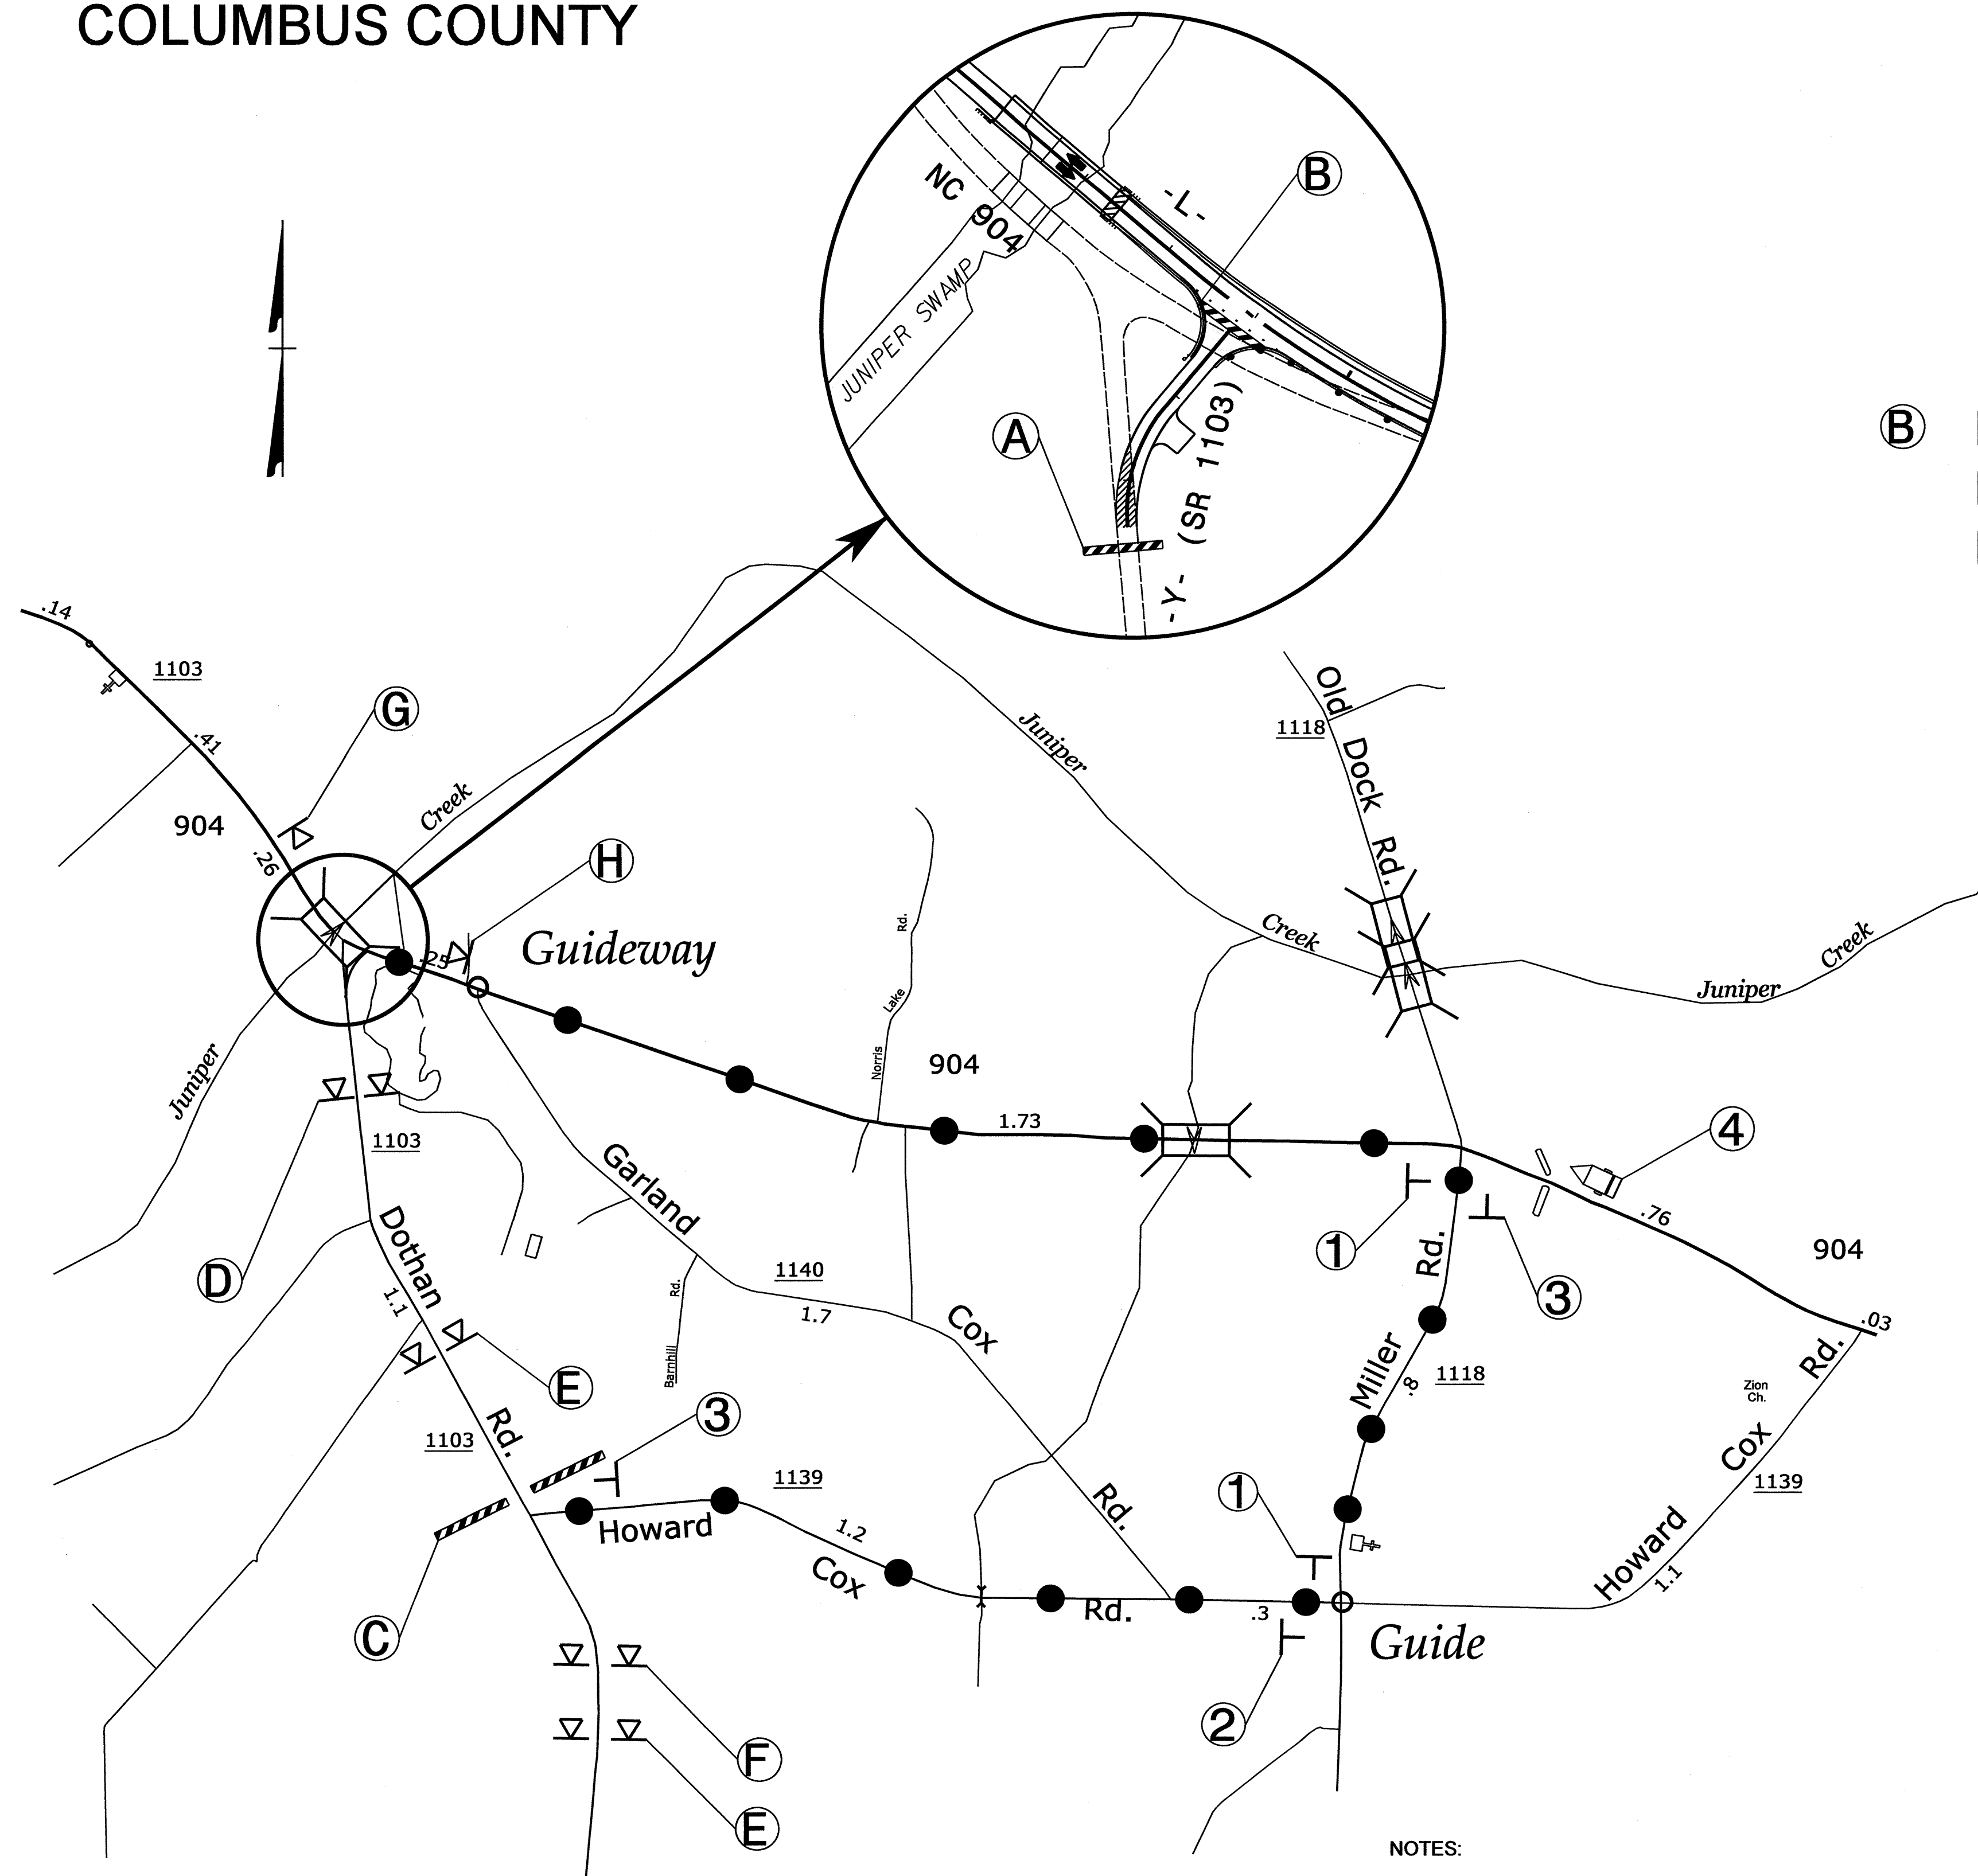 COLUMBUS COUNTY
B
-L-
NC 904
JUNIPER SWAMP
A
-Y- (SR 1103)
B
.14
1103
G
.41
904
.26
Creek
Juniper
Old Dock Rd.
1118
H
.25
Guideway
Rd.
Lake
Norris
Creek
Creek
Juniper
Juniper
904
1.73
4
1103
Garland
1
.76
904
3
Rd.
D
Dothan
1.1
1140
1.7
Rd.
Barnhill
Cox
.03
Rd.
E
Miller
.8
1118
Zion
Ch.
3
Rd.
1103
1139
Cox
1139
1
Rd.
Howard
1.2
Cox
Howard
1.1
Rd.
.3
C
Guide
2
F
E
NOTES: